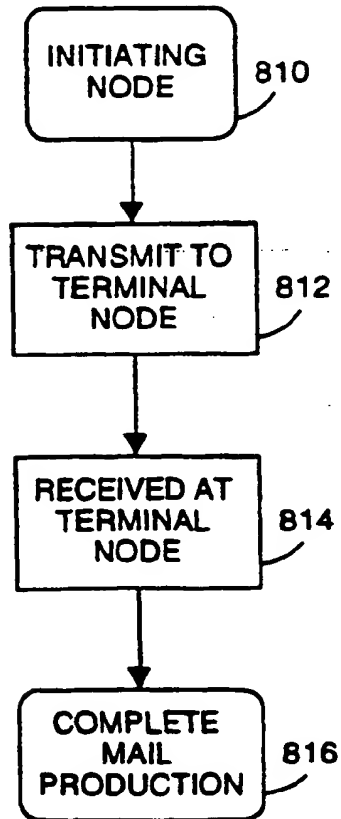 INITIATING
NODE
810
TRANSMIT TO
TERMINAL
NODE
812
RECEIVED AT
TERMINAL
NODE
814
COMPLETE
MAIL
PRODUCTION
816